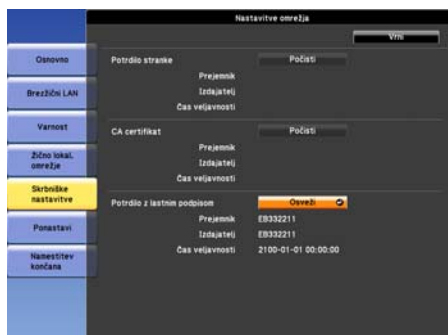 Nastavitve omrežja
Vrni
Osnovno
Brezžični LAN
Varnost
Žično lokal. omrežje
Skrbniške nastavitve
Ponastavi
Namestitev končana
Potrdilo stranke
Počisti
Prejemnik
Izdajatelj
Čas veljavnosti
CA certifikat
Počisti
Prejemnik
Izdajatelj
Čas veljavnosti
Potrdilo z lastnim podpisom
Osveži
Prejemnik EB332211
Izdajatelj EB332211
Čas veljavnosti 2100-01-01 00:00:00